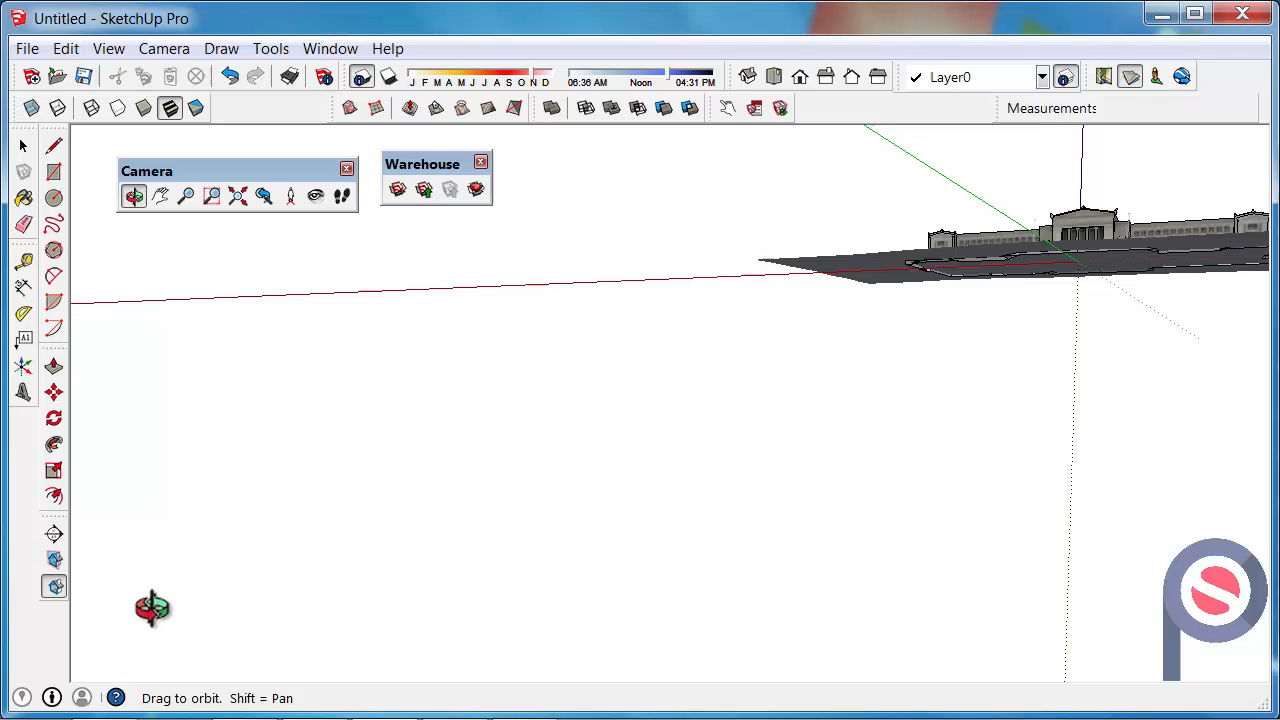 Untitled - SketchUp Pro
File Edit View Camera Draw Tools Window Help
J F M A M J J A S O N D
06:36 AM Noon 04:31 PM
Layer0
Measurements
Camera
Warehouse
A1
Drag to orbit. Shift = Pan